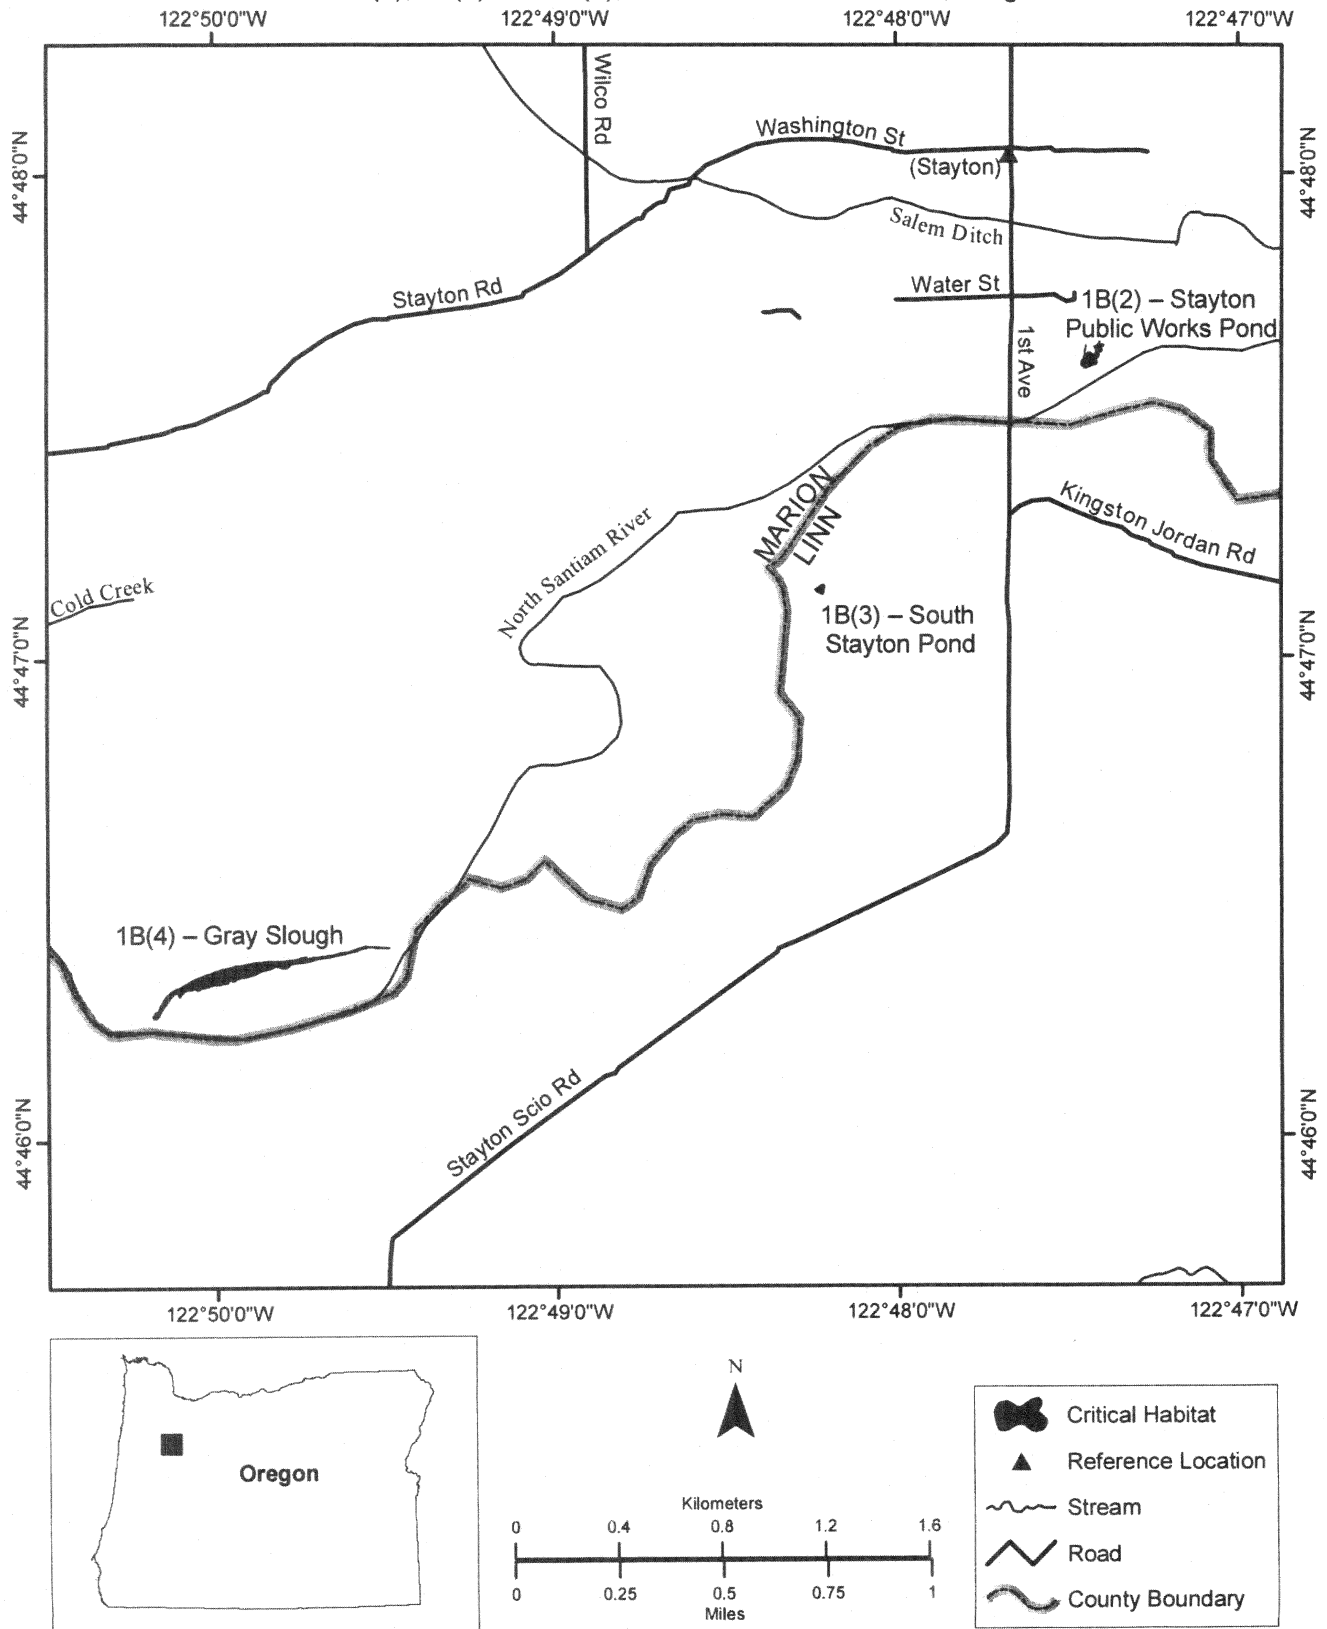 122°50'0"W
122°49'0"W
122°48'0"W
122°47'0"W
Wilco Rd
Washington St
(Stayton)
44°48'0"N
44°48'0"N
Salem Ditch
Stayton Rd
Water St
1B(2) – Stayton
Public Works Pond
1st Ave
MARION
LINN
Kingston Jordan Rd
North Santiam River
Cold Creek
1B(3) – South
Stayton Pond
44°47'0"N
44°47'0"N
1B(4) – Gray Slough
Stayton Scio Rd
44°46'0"N
44°46'0"N
122°50'0"W
122°49'0"W
122°48'0"W
122°47'0"W
Oregon
N
Kilometers
0 0.4 0.8 1.2 1.6
0 0.25 0.5 0.75 1
Miles
Critical Habitat
Reference Location
Stream
Road
County Boundary